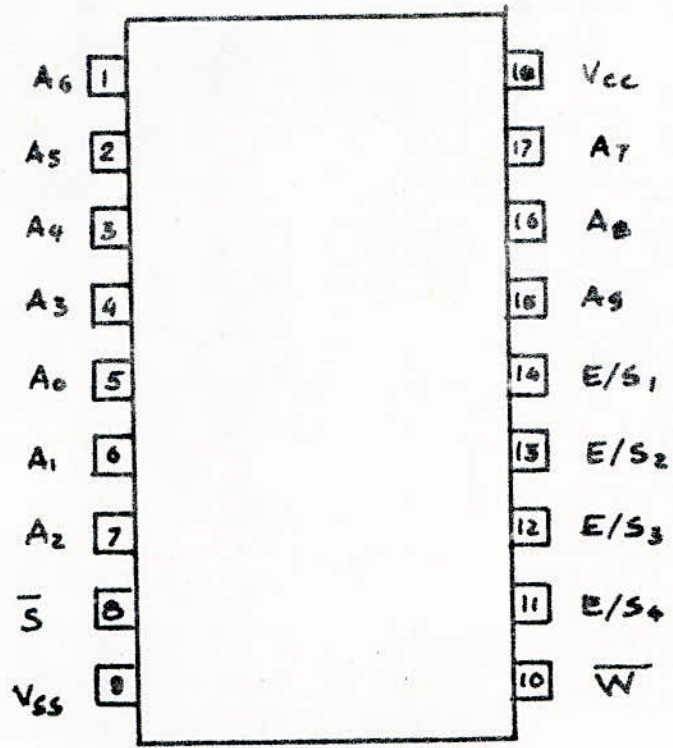 A6 1 18 Vcc
A5 2 17 A7
A4 3 16 A8
A3 4 15 A9
A0 5 14 E/S1
A1 6 13 E/S2
A2 7 12 E/S3
S̅ 8 11 E/S4
Vss 9 10 W̅